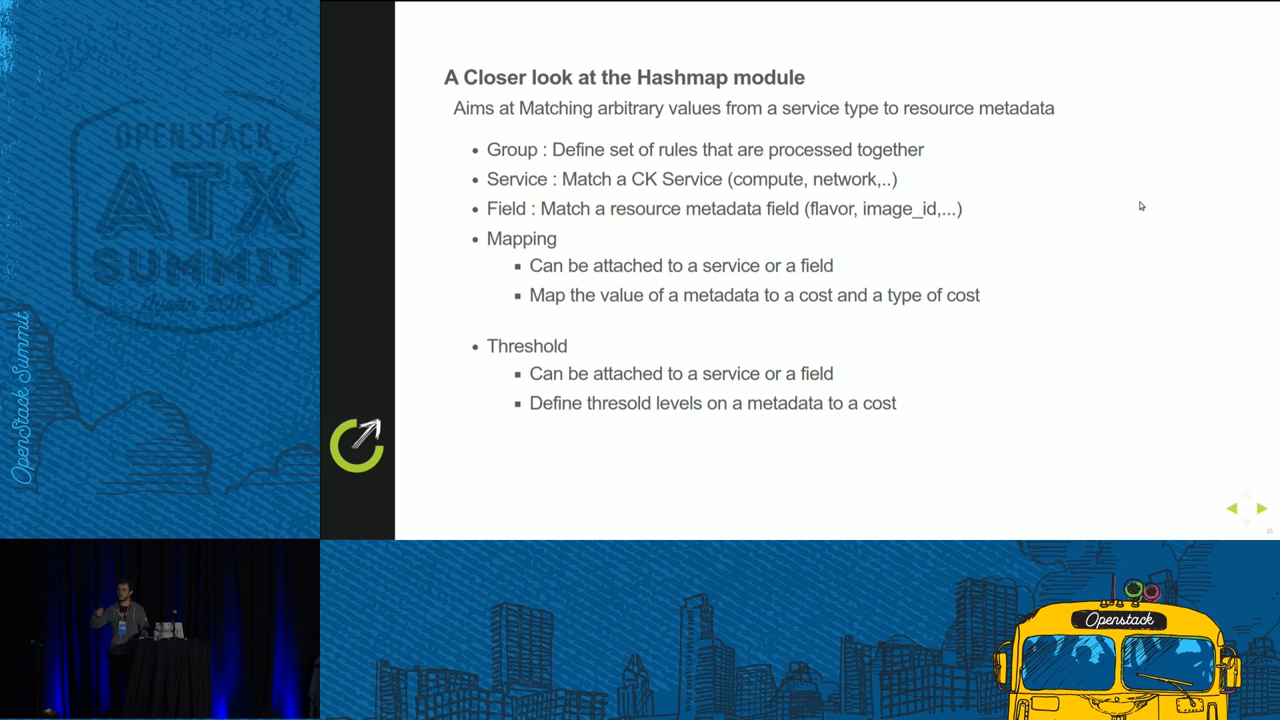 OPENSTACK
ATX
SUMMIT
Austin 2016
OpenStack Summit
A Closer look at the Hashmap module
Aims at Matching arbitrary values from a service type to resource metadata
• Group : Define set of rules that are processed together
• Service : Match a CK Service (compute, network,..)
• Field : Match a resource metadata field (flavor, image_id,...)
• Mapping
▪ Can be attached to a service or a field
▪ Map the value of a metadata to a cost and a type of cost
• Threshold
▪ Can be attached to a service or a field
▪ Define thresold levels on a metadata to a cost
Openstack